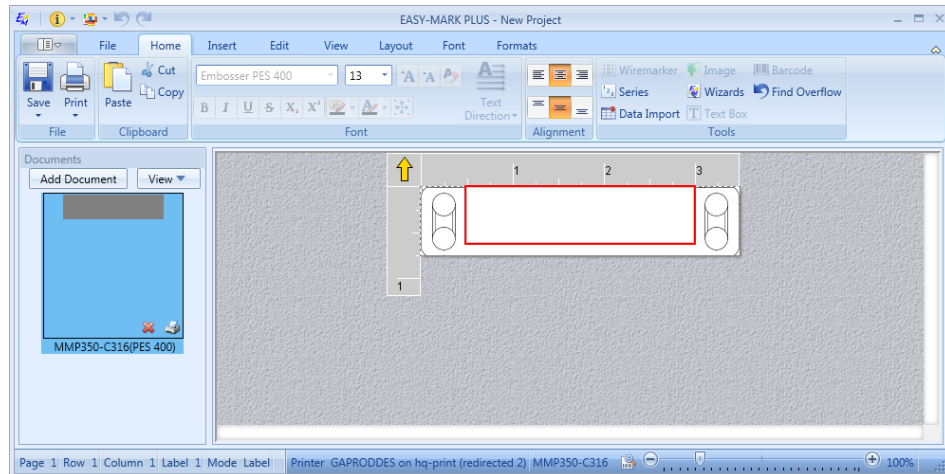 EASY-MARK PLUS - New Project
File Home Insert Edit View Layout Font Formats
Save Print Paste Cut Copy
Embosser PES 400 13
B I U S X, X²
Text Direction
Wiremarker Image Barcode
Series Wizards Find Overflow
Data Import Text Box
File Clipboard Font Alignment Tools
Documents
Add Document View
MMP350-C316(PES 400)
1 2 3
1
Page 1 Row 1 Column 1 Label 1 Mode Label Printer GAPRODDES on hq-print (redirected 2) MMP350-C316 100%